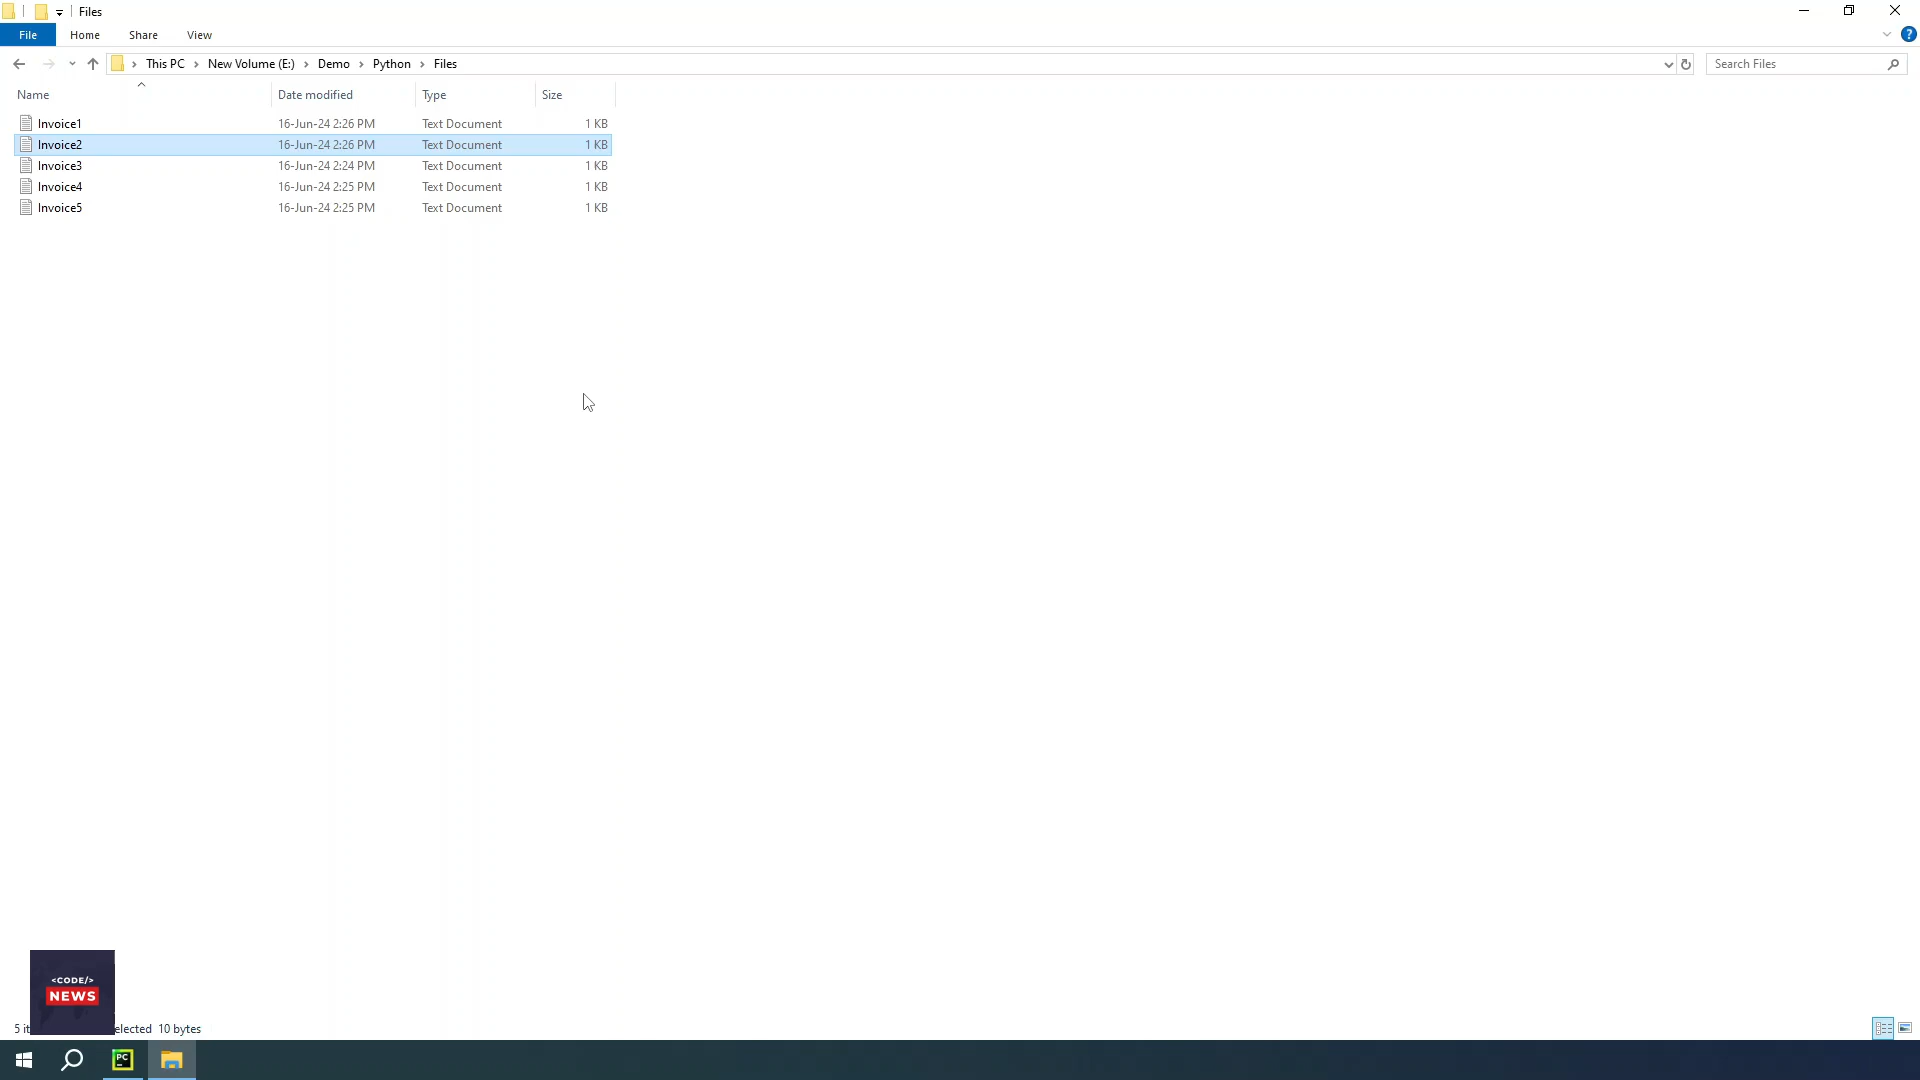 Files
File Home Share View
This PC New Volume (E:) Demo Python Files
Search Files
Name Date modified Type Size
Invoice1 16-Jun-24 2:26 PM Text Document 1 KB
Invoice2 16-Jun-24 2:26 PM Text Document 1 KB
Invoice3 16-Jun-24 2:24 PM Text Document 1 KB
Invoice4 16-Jun-24 2:25 PM Text Document 1 KB
Invoice5 16-Jun-24 2:25 PM Text Document 1 KB
<CODE/>
NEWS
5 10 bytes
PC